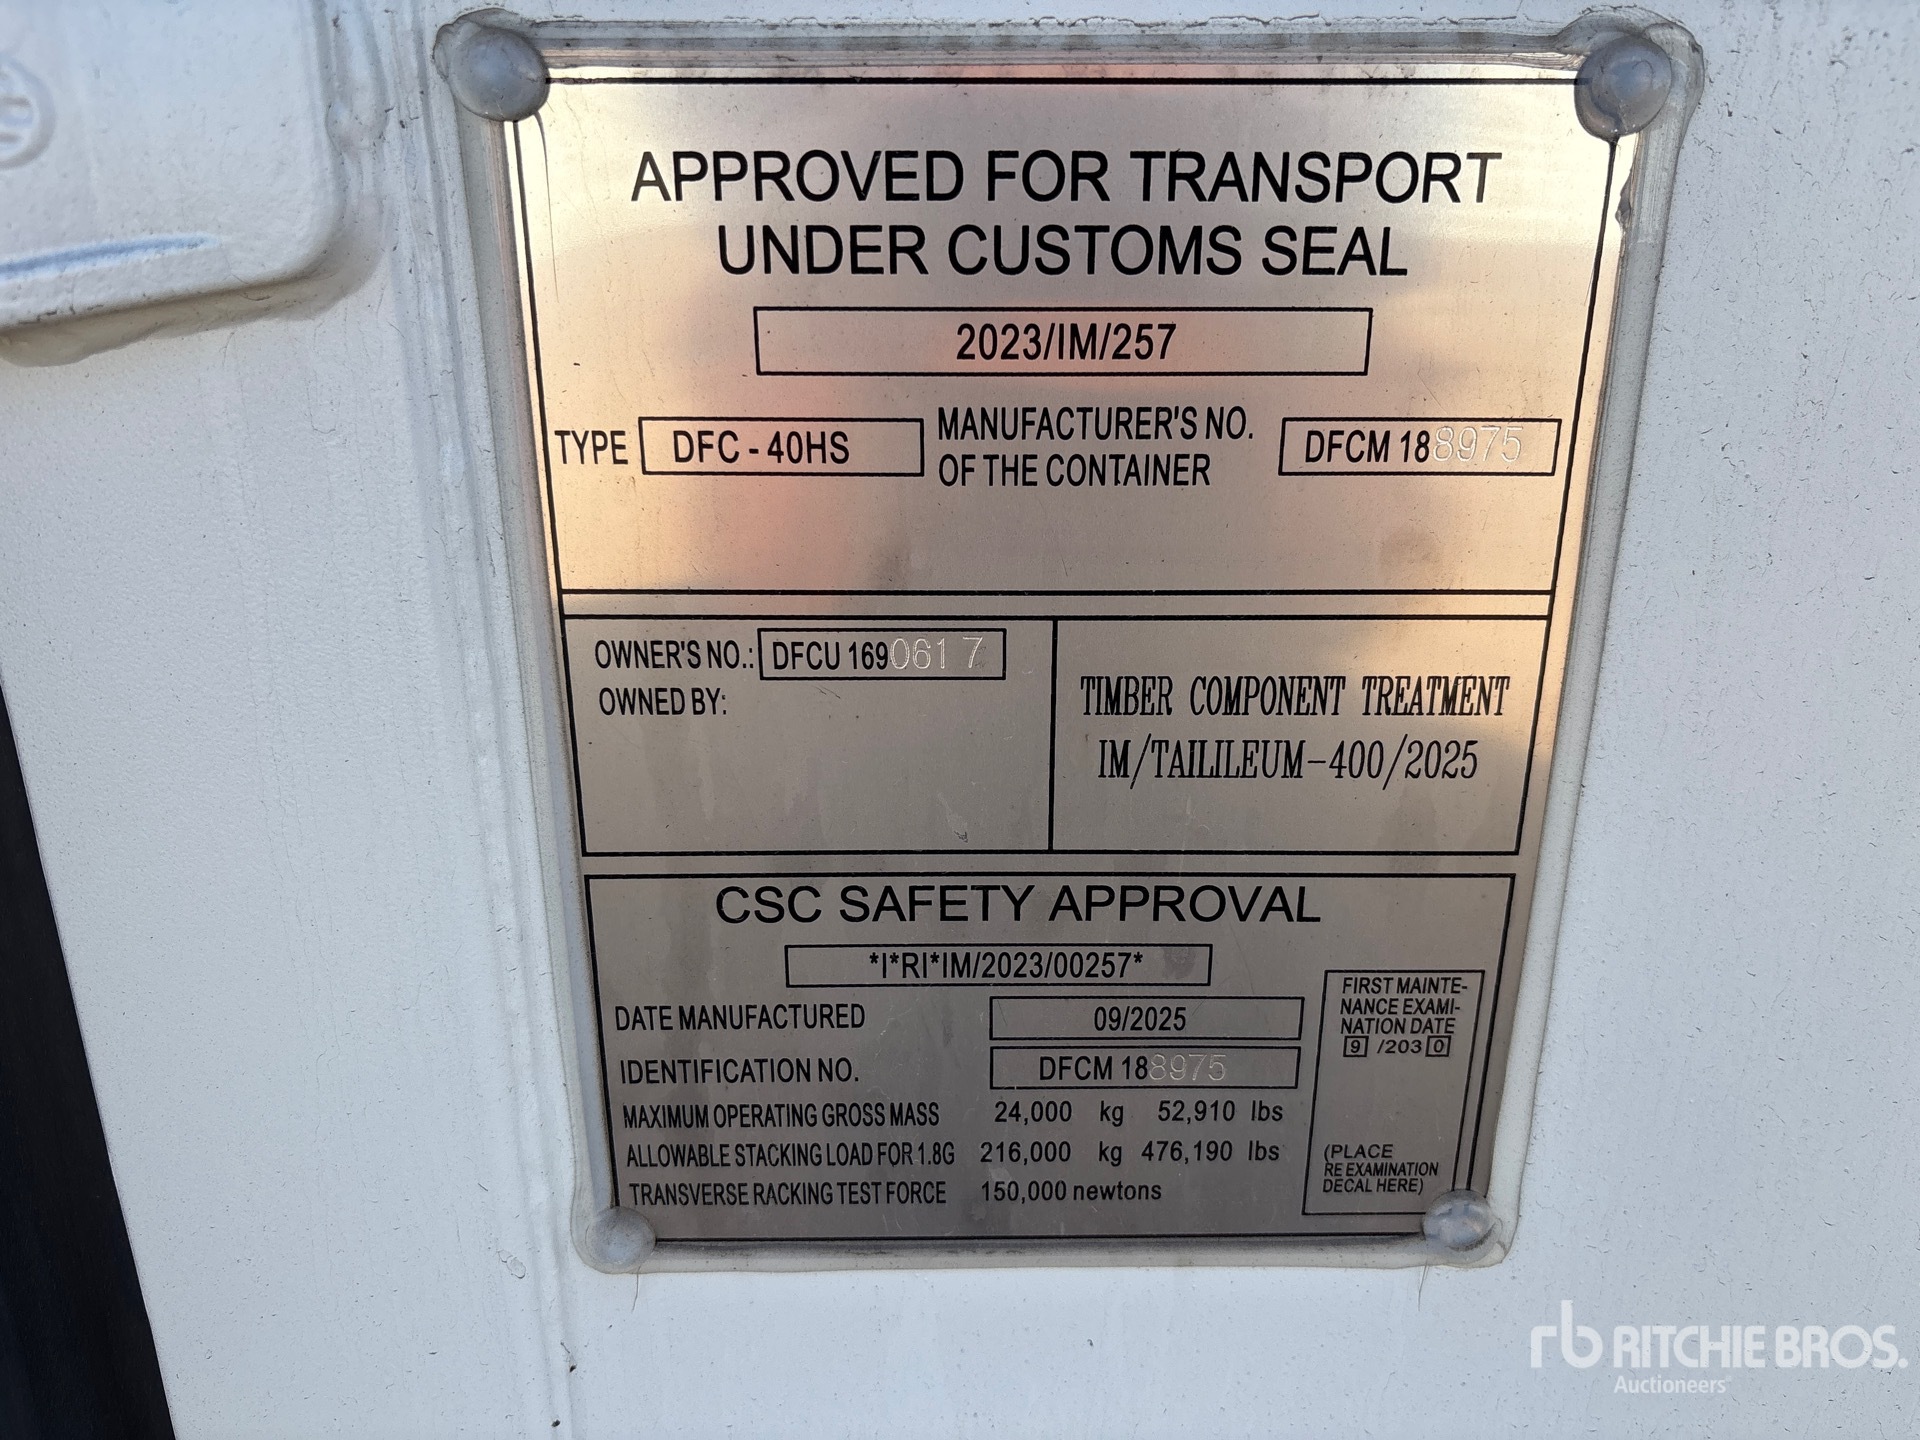 APPROVED FOR TRANSPORT
UNDER CUSTOMS SEAL
2023/IM/257
TYPE DFC - 40HS
MANUFACTURER'S NO.
OF THE CONTAINER
DFCM 188975
OWNER'S NO.: DFCU 1690617
OWNED BY:
TIMBER COMPONENT TREATMENT
IM/TAILILEUM-400/2025
CSC SAFETY APPROVAL
*I*RI*IM/2023/00257*
DATE MANUFACTURED 09/2025
IDENTIFICATION NO. DFCM 188975
MAXIMUM OPERATING GROSS MASS 24,000 kg 52,910 lbs
ALLOWABLE STACKING LOAD FOR 1.8G 216,000 kg 476,190 lbs
TRANSVERSE RACKING TEST FORCE 150,000 newtons
FIRST MAINTE-
NANCE EXAMI-
NATION DATE
9 /203 0
(PLACE
RE EXAMINATION
DECAL HERE)
rb RITCHIE BROS.
Auctioneers